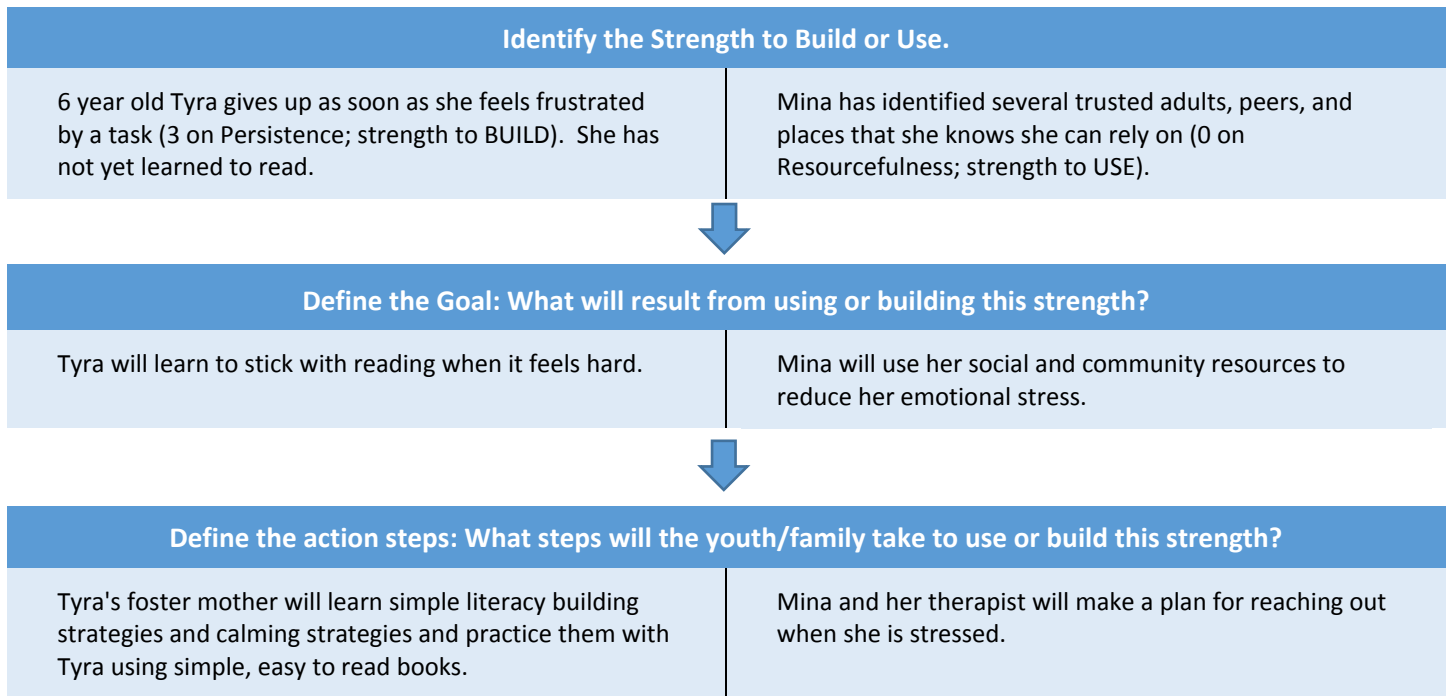 Identify the Strength to Build or Use.
6 year old Tyra gives up as soon as she feels frustrated
by a task (3 on Persistence; strength to BUILD).  She has
not yet learned to read.
Mina has identified several trusted adults, peers, and
places that she knows she can rely on (0 on
Resourcefulness; strength to USE).
Define the Goal: What will result from using or building this strength?
Tyra will learn to stick with reading when it feels hard.
Mina will use her social and community resources to
reduce her emotional stress.
Define the action steps: What steps will the youth/family take to use or build this strength?
Tyra's foster mother will learn simple literacy building
strategies and calming strategies and practice them with
Tyra using simple, easy to read books.
Mina and her therapist will make a plan for reaching out
when she is stressed.